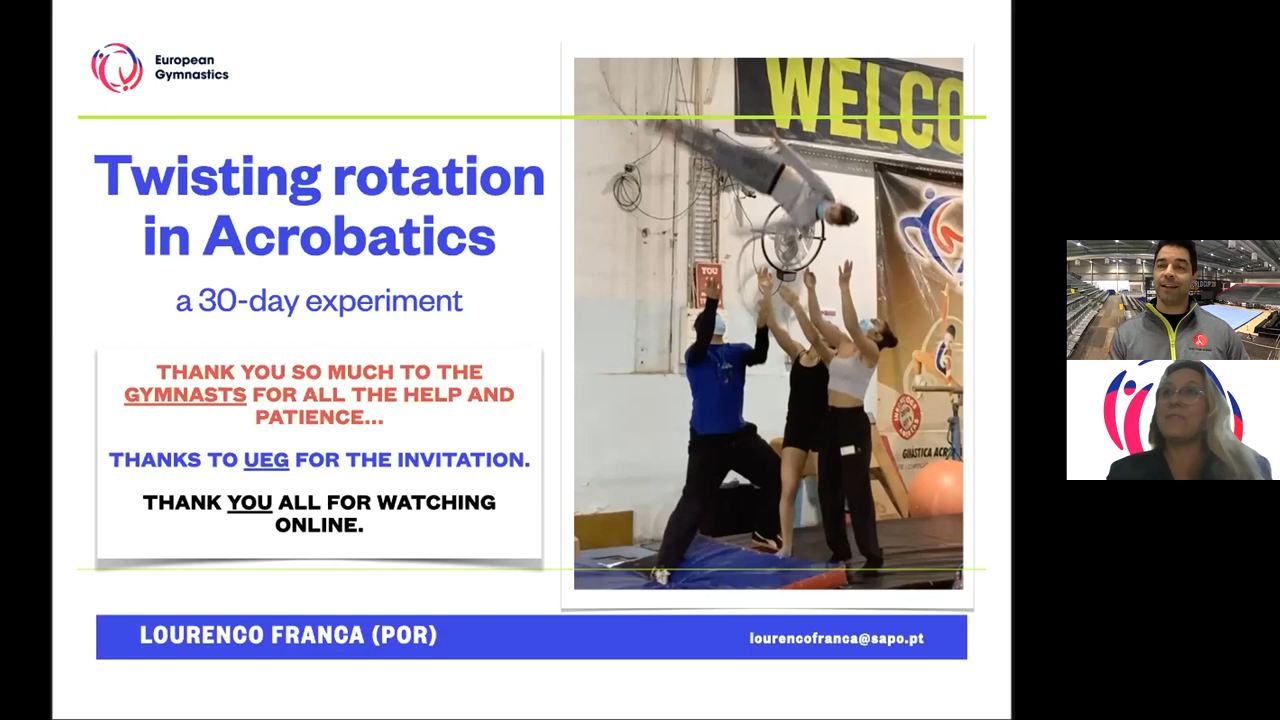 European
Gymnastics
Twisting rotation
in Acrobatics
a 30-day experiment
THANK YOU SO MUCH TO THE
GYMNASTS FOR ALL THE HELP AND
PATIENCE...
THANKS TO UEG FOR THE INVITATION.
THANK YOU ALL FOR WATCHING
ONLINE.
WELCO
YOU
LOURENCO FRANCA (POR)
lourencofranca@sapo.pt